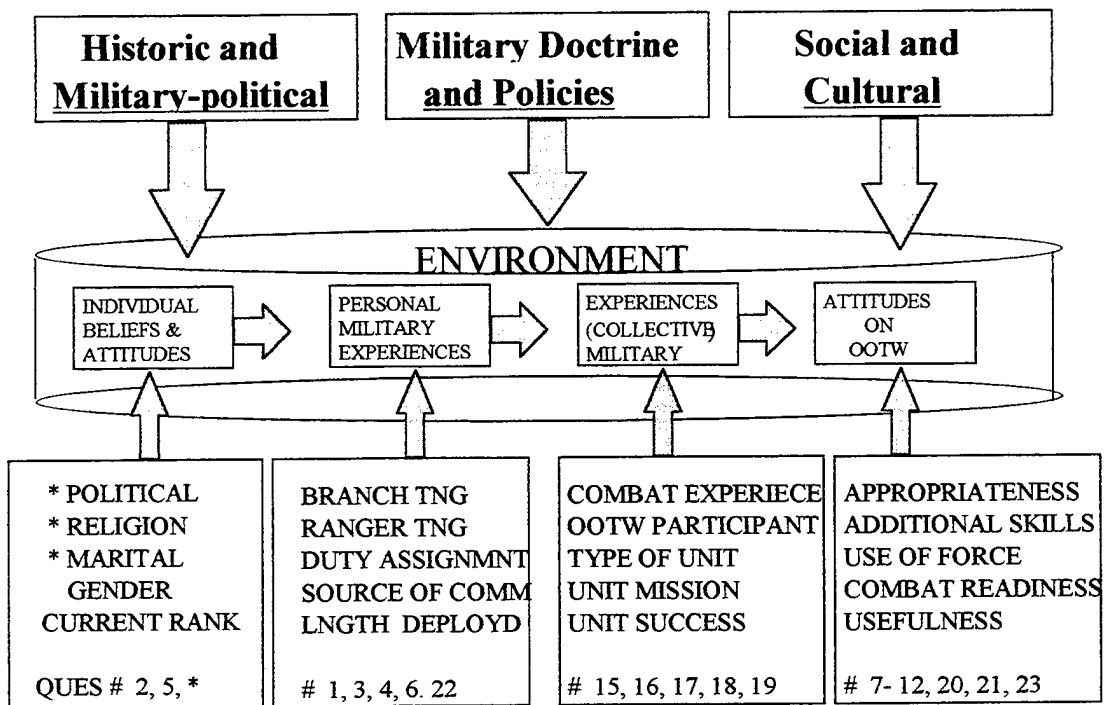 Historic and
Military-political
Military Doctrine
and Policies
Social and
Cultural
ENVIRONMENT
INDIVIDUAL
BELIEFS &
ATTITUDES
PERSONAL
MILITARY
EXPERIENCES
EXPERIENCES
(COLLECTIVE)
MILITARY
ATTITUDES
ON
OOTW
* POLITICAL
* RELIGION
* MARITAL
GENDER
CURRENT RANK
QUES # 2, 5, *
BRANCH TNG
RANGER TNG
DUTY ASSIGNMNT
SOURCE OF COMM
LNGTH DEPLOYD
# 1, 3, 4, 6. 22
COMBAT EXPERIECE
OOTW PARTICIPANT
TYPE OF UNIT
UNIT MISSION
UNIT SUCCESS
# 15, 16, 17, 18, 19
APPROPRIATENESS
ADDITIONAL SKILLS
USE OF FORCE
COMBAT READINESS
USEFULNESS
# 7- 12, 20, 21, 23